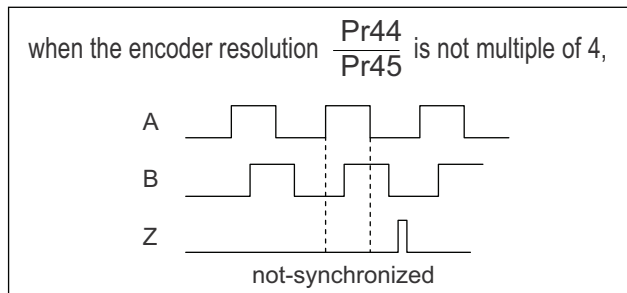 when the encoder resolution Pr44 / Pr45 is not multiple of 4,
A
B
Z
not-synchronized